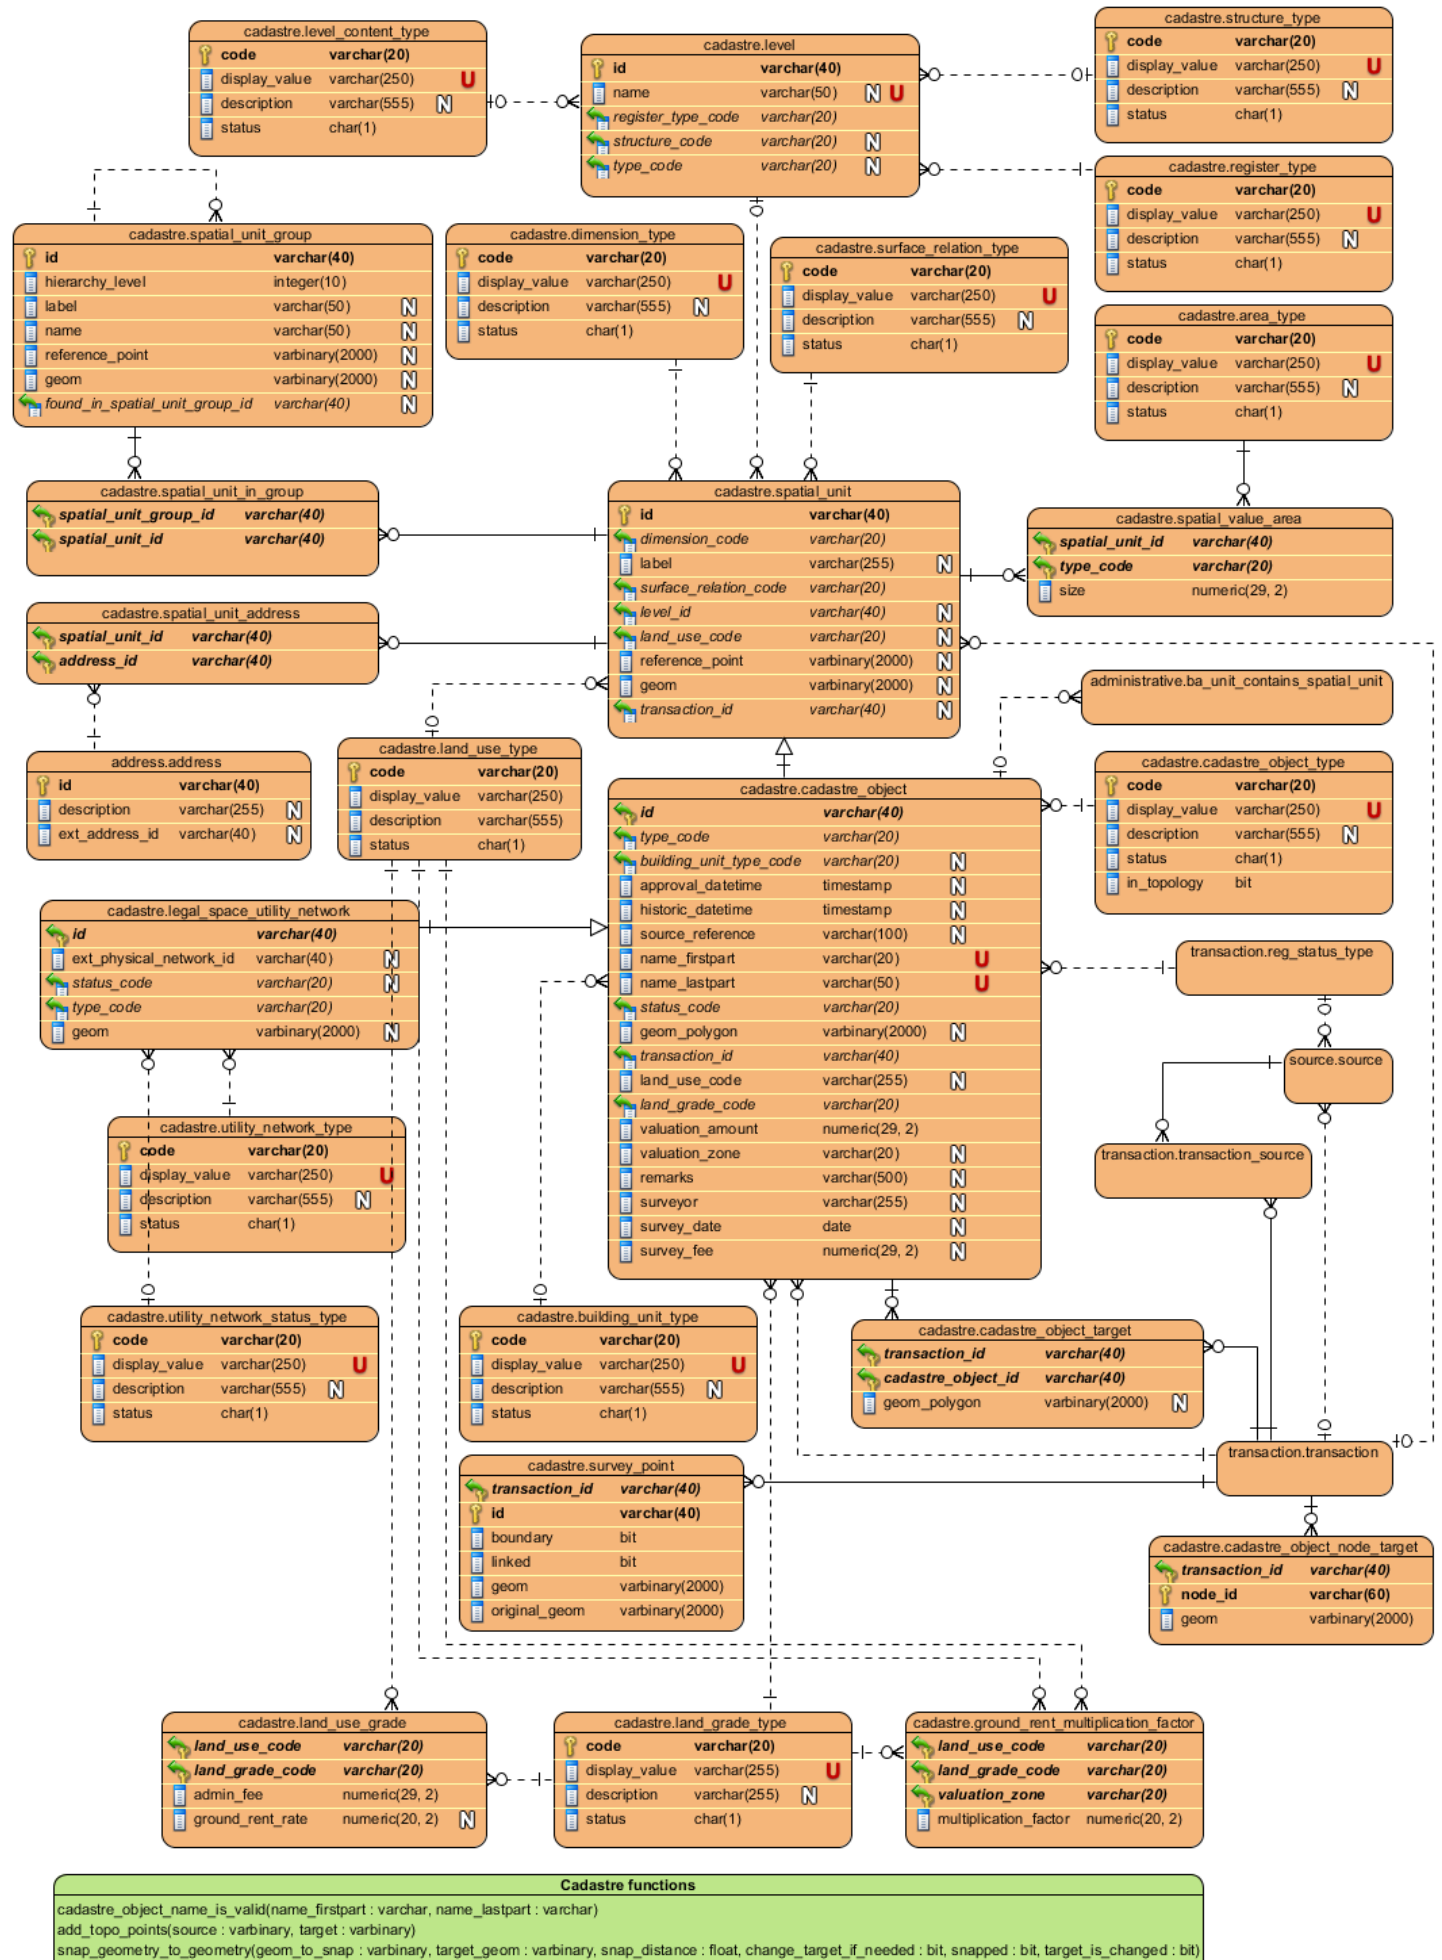 cadastre.level_content_type
code varchar(20)
display_value varchar(250) U
description varchar(555) N
status char(1)
cadastre.level
id varchar(40)
name varchar(50) N U
register_type_code varchar(20)
structure_code varchar(20) N
type_code varchar(20) N
cadastre.structure_type
code varchar(20)
display_value varchar(250) U
description varchar(555) N
status char(1)
cadastre.register_type
code varchar(20)
display_value varchar(250) U
description varchar(555) N
status char(1)
cadastre.spatial_unit_group
id varchar(40)
hierarchy_level integer(10)
label varchar(50) N
name varchar(50) N
reference_point varbinary(2000) N
geom varbinary(2000) N
found_in_spatial_unit_group_id varchar(40) N
cadastre.dimension_type
code varchar(20)
display_value varchar(250) U
description varchar(555) N
status char(1)
cadastre.surface_relation_type
code varchar(20)
display_value varchar(250) U
description varchar(555) N
status char(1)
cadastre.area_type
code varchar(20)
display_value varchar(250) U
description varchar(555) N
status char(1)
cadastre.spatial_unit_in_group
spatial_unit_group_id varchar(40)
spatial_unit_id varchar(40)
cadastre.spatial_unit
id varchar(40)
dimension_code varchar(20)
label varchar(255) N
surface_relation_code varchar(20)
level_id varchar(40) N
land_use_code varchar(20) N
reference_point varbinary(2000) N
geom varbinary(2000) N
transaction_id varchar(40) N
cadastre.spatial_value_area
spatial_unit_id varchar(40)
type_code varchar(20)
size numeric(29, 2)
cadastre.spatial_unit_address
spatial_unit_id varchar(40)
address_id varchar(40)
administrative.ba_unit_contains_spatial_unit
address.address
id varchar(40)
description varchar(255) N
ext_address_id varchar(40) N
cadastre.land_use_type
code varchar(20)
display_value varchar(250)
description varchar(555)
status char(1)
cadastre.cadastre_object
id varchar(40)
type_code varchar(20)
building_unit_type_code varchar(20) N
approval_datetime timestamp N
historic_datetime timestamp N
source_reference varchar(100) N
name_firstpart varchar(20) U
name_lastpart varchar(50) U
status_code varchar(20)
geom_polygon varbinary(2000) N
transaction_id varchar(40)
land_use_code varchar(255) N
land_grade_code varchar(20)
valuation_amount numeric(29, 2)
valuation_zone varchar(20) N
remarks varchar(500) N
surveyor varchar(255) N
survey_date date N
survey_fee numeric(29, 2) N
cadastre.cadastre_object_type
code varchar(20)
display_value varchar(250) U
description varchar(555) N
status char(1)
in_topology bit
cadastre.legal_space_utility_network
id varchar(40)
ext_physical_network_id varchar(40) N
status_code varchar(20) N
type_code varchar(20)
geom varbinary(2000) N
transaction.reg_status_type
source.source
transaction.transaction_source
cadastre.utility_network_type
code varchar(20)
display_value varchar(250) U
description varchar(555) N
status char(1)
cadastre.utility_network_status_type
code varchar(20)
display_value varchar(250) U
description varchar(555) N
status char(1)
cadastre.building_unit_type
code varchar(20)
display_value varchar(250) U
description varchar(555) N
status char(1)
cadastre.cadastre_object_target
transaction_id varchar(40)
cadastre_object_id varchar(40)
geom_polygon varbinary(2000) N
transaction.transaction
cadastre.survey_point
transaction_id varchar(40)
id varchar(40)
boundary bit
linked bit
geom varbinary(2000)
original_geom varbinary(2000)
cadastre.cadastre_object_node_target
transaction_id varchar(40)
node_id varchar(60)
geom varbinary(2000)
cadastre.land_use_grade
land_use_code varchar(20)
land_grade_code varchar(20)
admin_fee numeric(29, 2)
ground_rent_rate numeric(20, 2) N
cadastre.land_grade_type
code varchar(20)
display_value varchar(255) U
description varchar(255) N
status char(1)
cadastre.ground_rent_multiplication_factor
land_use_code varchar(20)
land_grade_code varchar(20)
valuation_zone varchar(20)
multiplication_factor numeric(20, 2)
Cadastre functions
cadastre_object_name_is_valid(name_firstpart : varchar, name_lastpart : varchar)
add_topo_points(source : varbinary, target : varbinary)
snap_geometry_to_geometry(geom_to_snap : varbinary, target_geom : varbinary, snap_distance : float, change_target_if_needed : bit, snapped : bit, target_is_changed : bit)